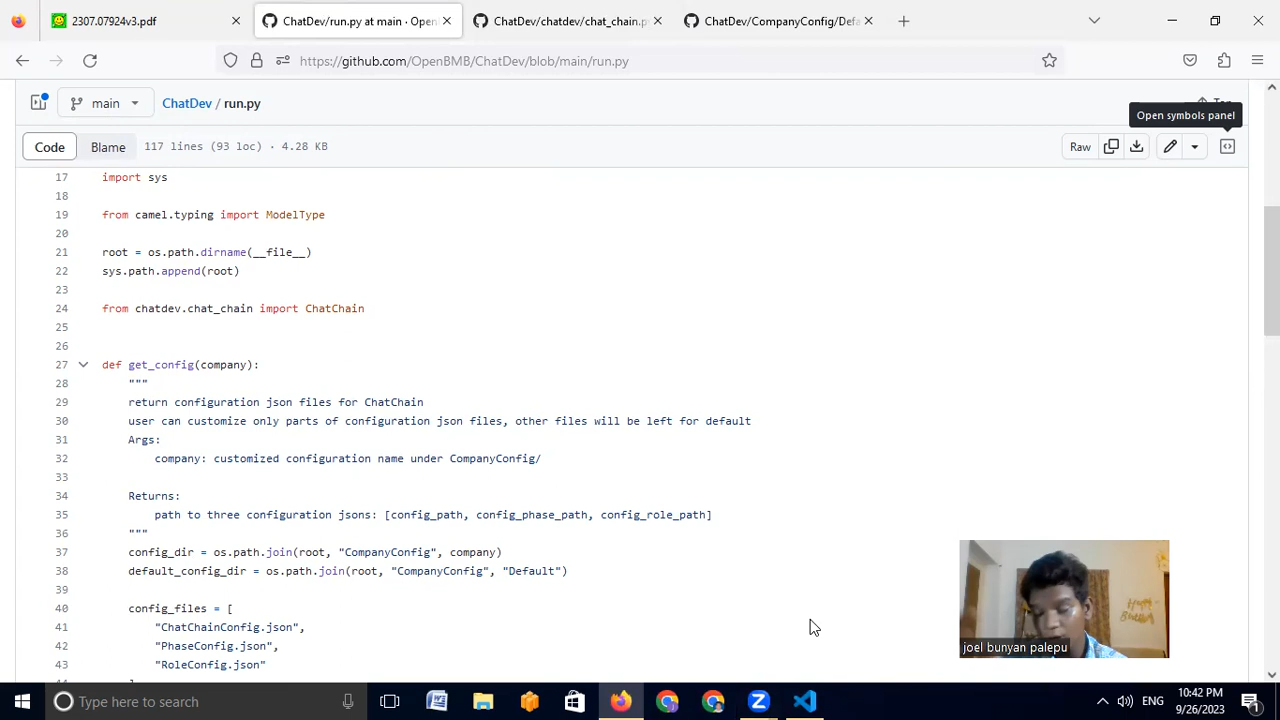 2307.07924v3.pdf
ChatDev/run.py at main · Open
ChatDev/chatdev/chat_chain.p
ChatDev/CompanyConfig/Defa
https://github.com/OpenBMB/ChatDev/blob/main/run.py
main
ChatDev / run.py
Top
Open symbols panel
Code
Blame
117 lines (93 loc) · 4.28 KB
Raw
17 import sys
18
19 from camel.typing import ModelType
20
21 root = os.path.dirname(__file__)
22 sys.path.append(root)
23
24 from chatdev.chat_chain import ChatChain
25
26
27 def get_config(company):
28 """
29 return configuration json files for ChatChain
30 user can customize only parts of configuration json files, other files will be left for default
31 Args:
32 company: customized configuration name under CompanyConfig/
33
34 Returns:
35 path to three configuration jsons: [config_path, config_phase_path, config_role_path]
36 """
37 config_dir = os.path.join(root, "CompanyConfig", company)
38 default_config_dir = os.path.join(root, "CompanyConfig", "Default")
39
40 config_files = [
41 "ChatChainConfig.json",
42 "PhaseConfig.json",
43 "RoleConfig.json"
joel bunyan palepu
Type here to search
ENG
10:42 PM
9/26/2023
1